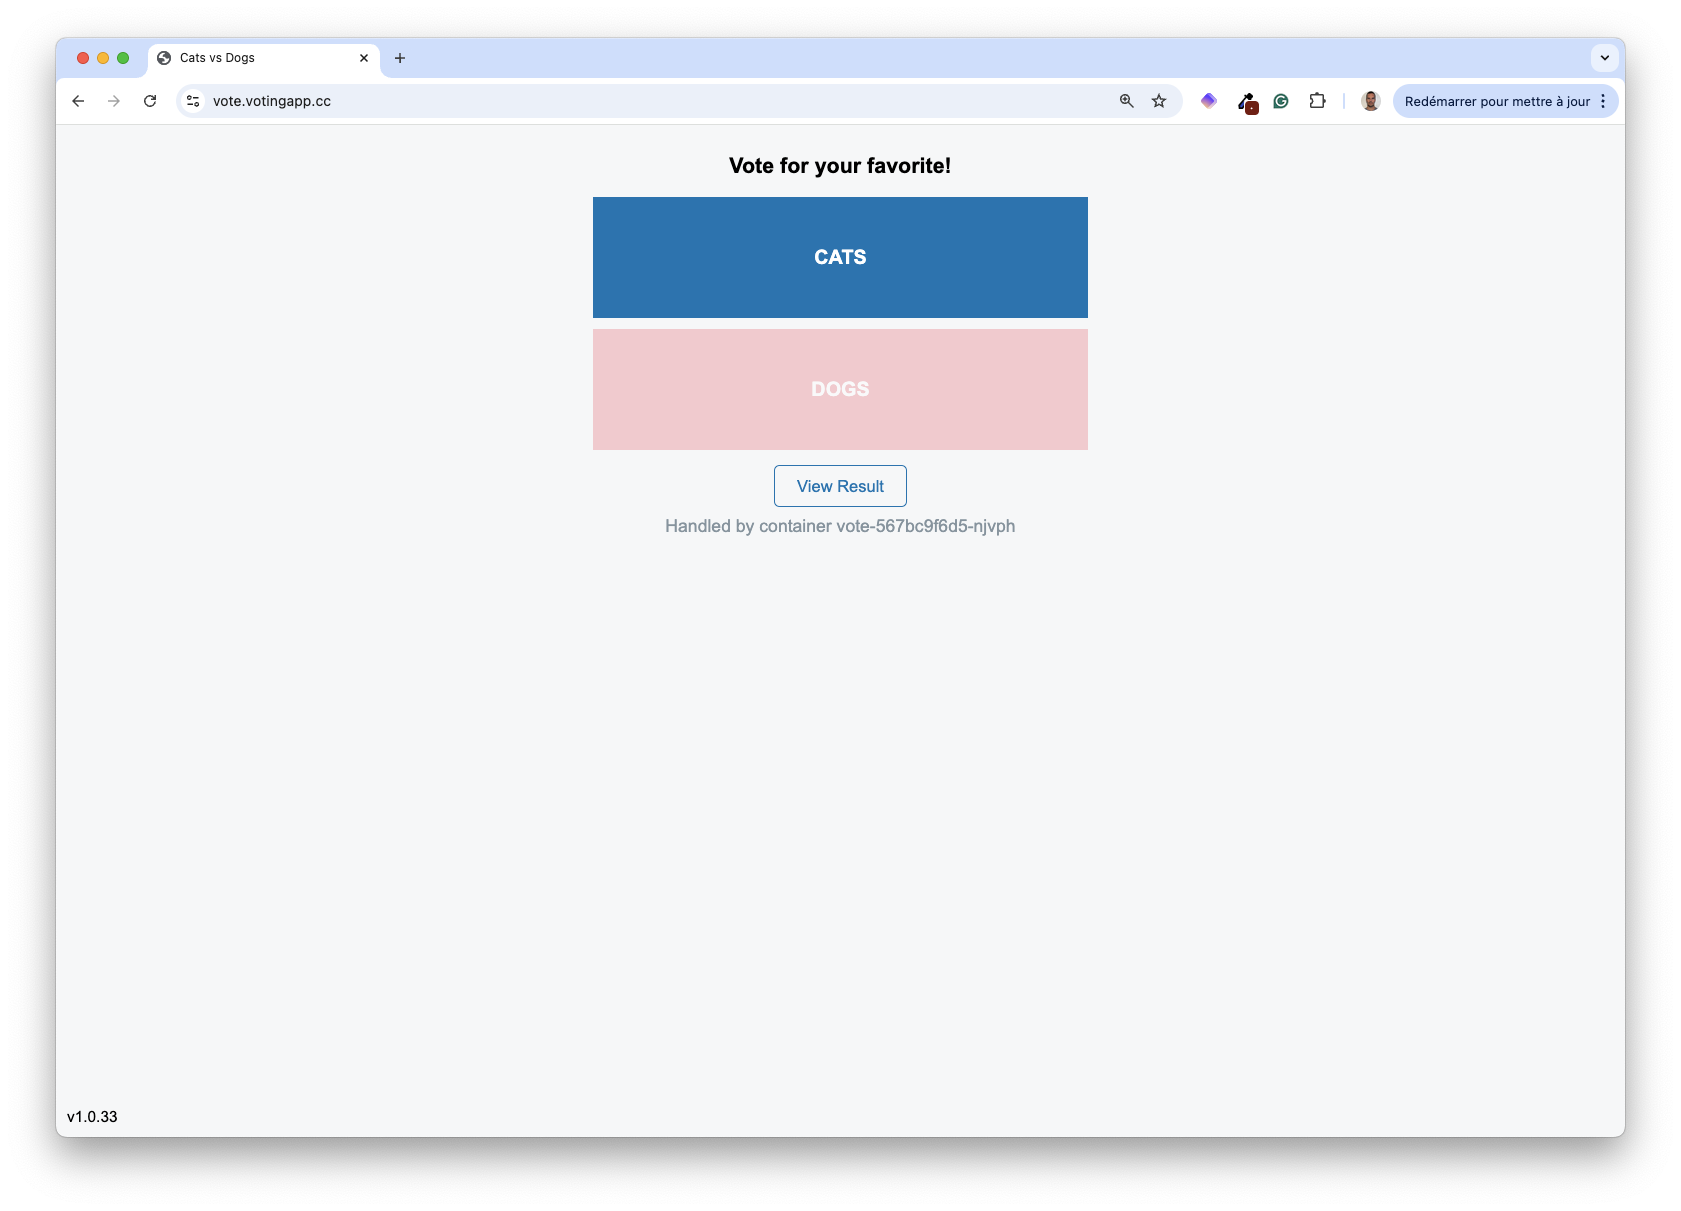 Cats vs Dogs
vote.votingapp.cc
Redémarrer pour mettre à jour
Vote for your favorite!
CATS
DOGS
View Result
Handled by container vote-567bc9f6d5-njvph
v1.0.33